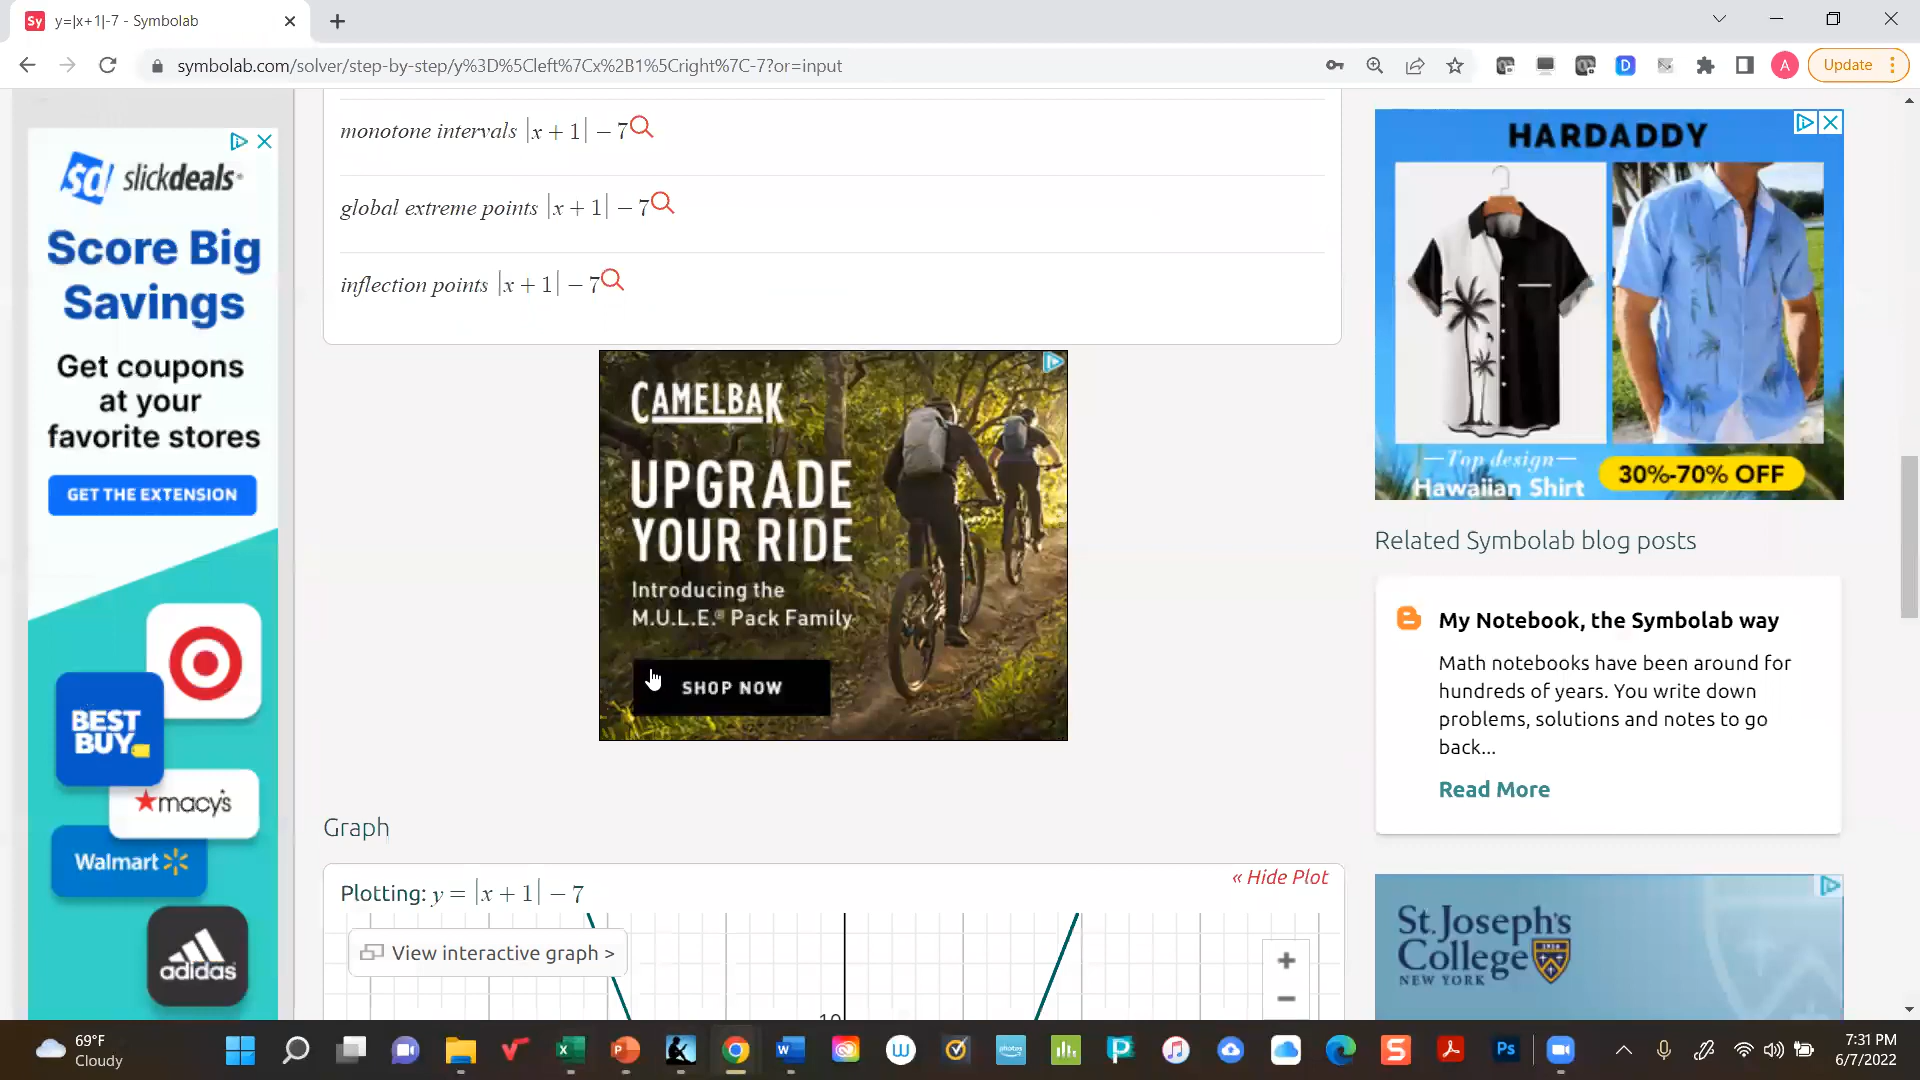 y=|x+1|-7 - Symbolab
symbolab.com/solver/step-by-step/y%3D%5Cleft%7Cx%2B1%5Cright%7C-7?or=input
A
Update
slickdeals
Score Big
Savings
Get coupons
at your
favorite stores
GET THE EXTENSION
BEST
BUY
macy's
Walmart
adidas
monotone intervals |x + 1| − 7
global extreme points |x + 1| − 7
inflection points |x + 1| − 7
CAMELBAK
UPGRADE
YOUR RIDE
Introducing the
M.U.L.E.® Pack Family
SHOP NOW
Graph
Plotting: y = |x + 1| − 7
« Hide Plot
View interactive graph >
+
−
HARDADDY
Top design
Hawaiian Shirt
30%-70% OFF
Related Symbolab blog posts
My Notebook, the Symbolab way
Math notebooks have been around for
hundreds of years. You write down
problems, solutions and notes to go
back...
Read More
St. Joseph's
College
NEW YORK
69°F
Cloudy
7:31 PM
6/7/2022